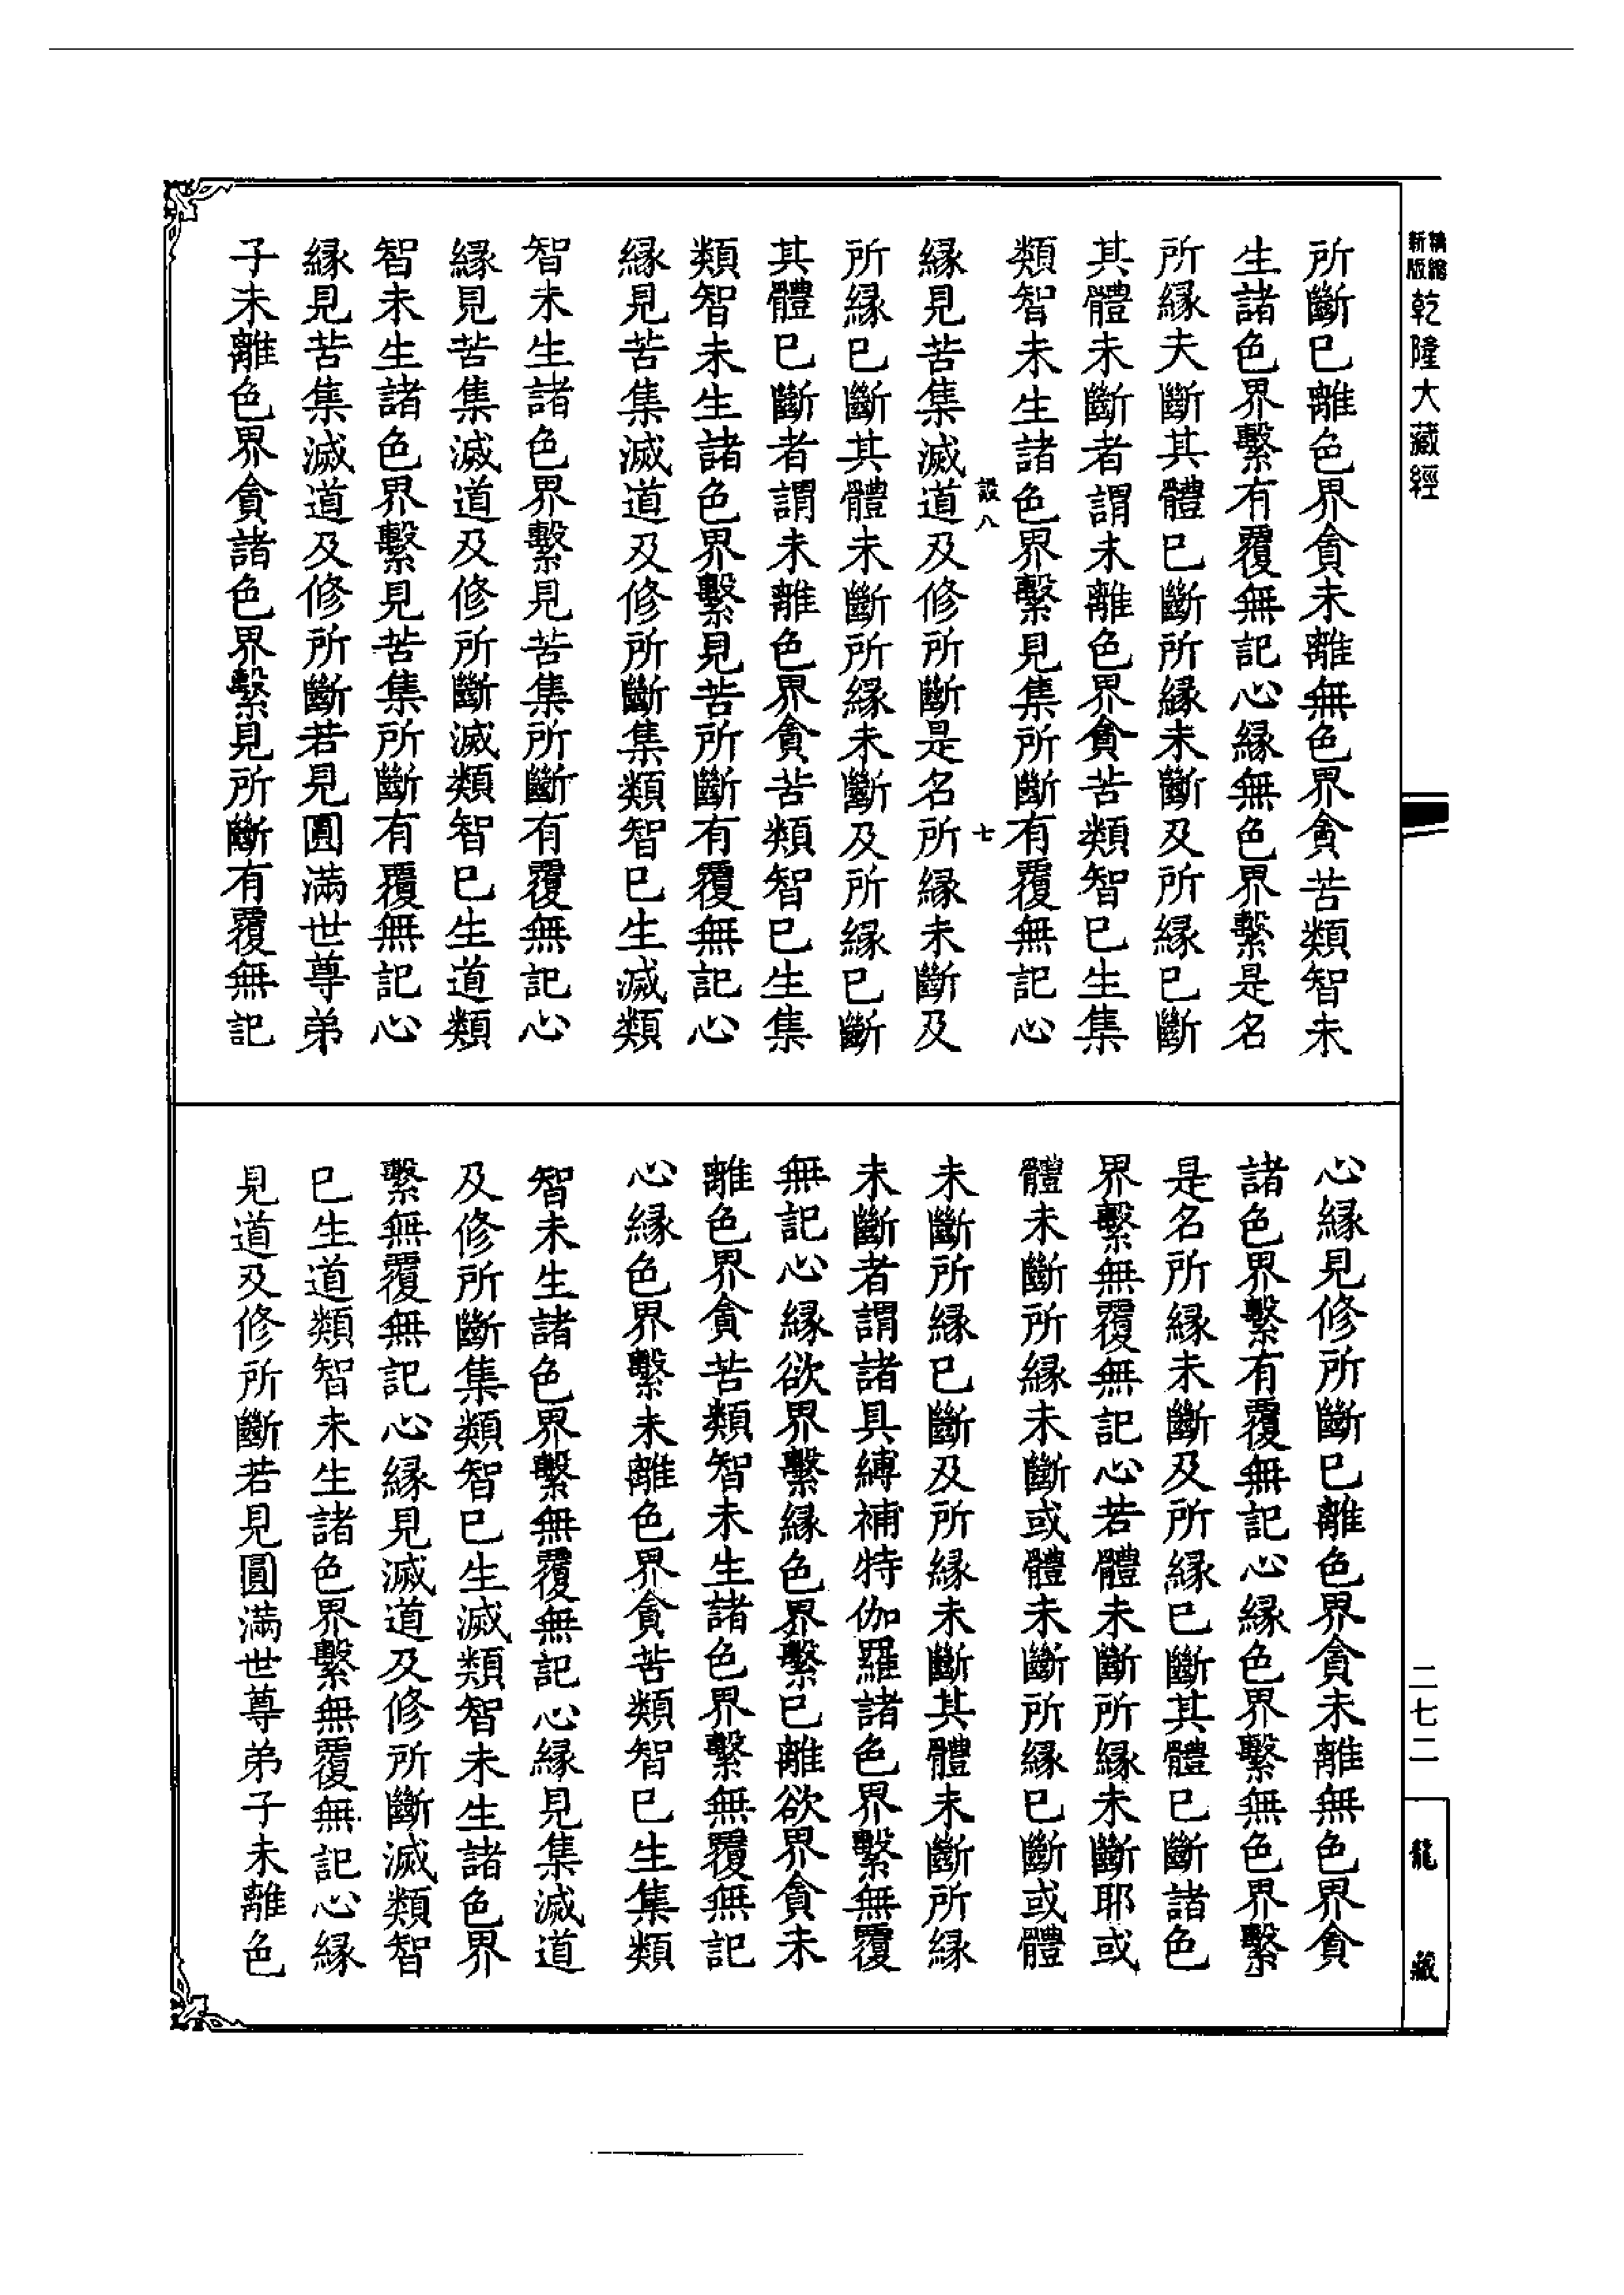 精縮
新版
乾隆大藏經
所斷已離色界貪未離無色界貪苦類智未
生諸色界繫有覆無記心緣無色界繫是名
所緣夫斷其體已斷所緣未斷及所緣已斷
其體未斷者謂未離色界貪苦類智已生集
類智未生諸色界繫見集所斷有覆無記心
設八
七
緣見苦集滅道及修所斷是名所緣未斷及
所緣已斷其體未斷所緣未斷及所緣已斷
其體已斷者謂未離色界貪苦類智已生集
類智未生諸色界繫見苦所斷有覆無記心
緣見苦集滅道及修所斷集類智已生滅類
智未生諸色界繫見苦集所斷有覆無記心
緣見苦集滅道及修所斷滅類智已生道類
智未生諸色界繫見苦集所斷有覆無記心
緣見苦集滅道及修所斷若見圓滿世尊弟
子未離色界貪諸色界繫見所斷有覆無記
心緣見修所斷已離色界貪未離無色界貪
諸色界繫有覆無記心緣色界繫無色界繫
是名所緣未斷及所緣已斷其體已斷諸色
界繫無覆無記心若體未斷所緣未斷耶或
體未斷所緣未斷或體未斷所緣已斷或體
未斷所緣已斷及所緣未斷其體未斷所緣
未斷者謂諸具縛補特伽羅諸色界繫無覆
無記心緣欲界繫緣色界繫已離欲界貪未
離色界貪苦類智未生諸色界繫無覆無記
心緣色界繫未離色界貪苦類智已生集類
智未生諸色界繫無覆無記心緣見集滅道
及修所斷集類智已生滅類智未生諸色界
繫無覆無記心緣見滅道及修所斷滅類智
已生道類智未生諸色界繫無覆無記心緣
見道及修所斷若見圓滿世尊弟子未離色
二七二
龍藏